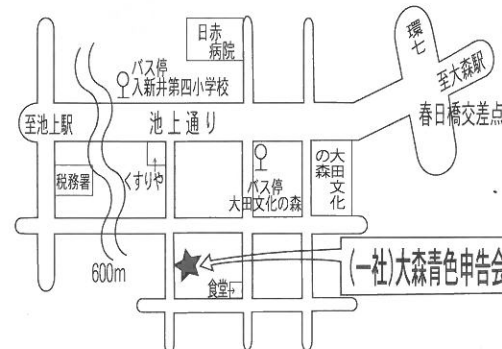 日赤
病院
環七
至大森駅
春日橋交差点
バス停
入新井第四小学校
至池上駅
池上通り
税務署
くすりや
バス停
大田文化の森
大田文化
の森
600m
食堂
(一社)大森青色申告会